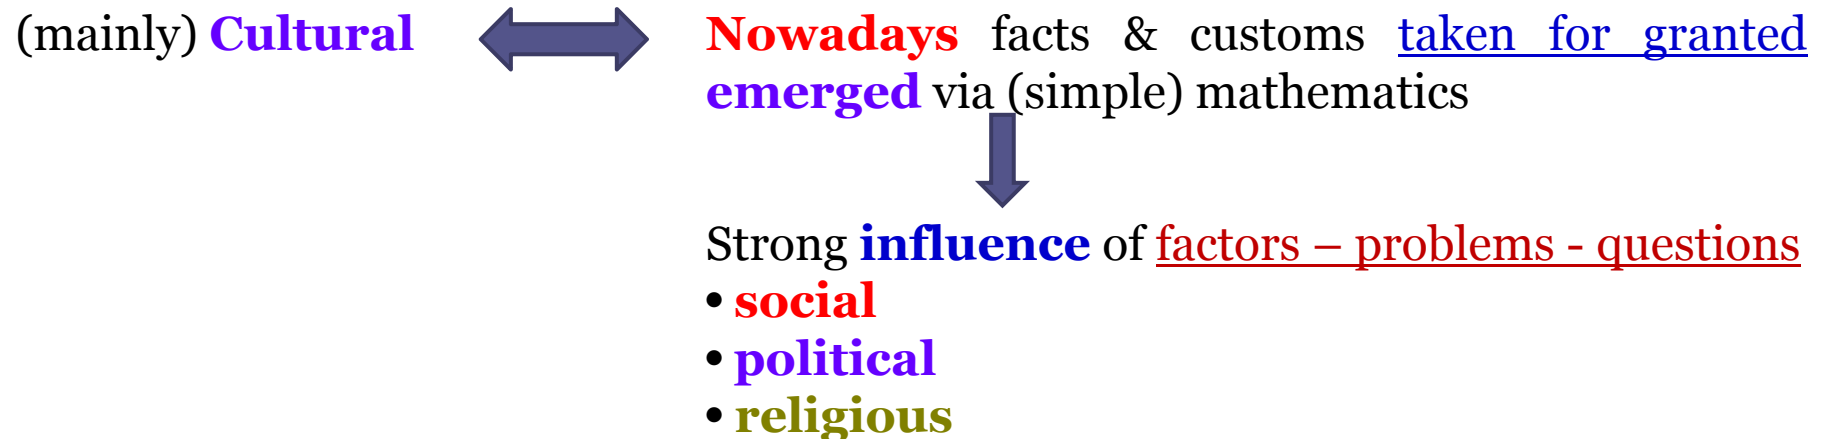 (mainly) Cultural
Nowadays facts & customs taken for granted
emerged via (simple) mathematics
Strong influence of factors – problems - questions
• social
• political
• religious